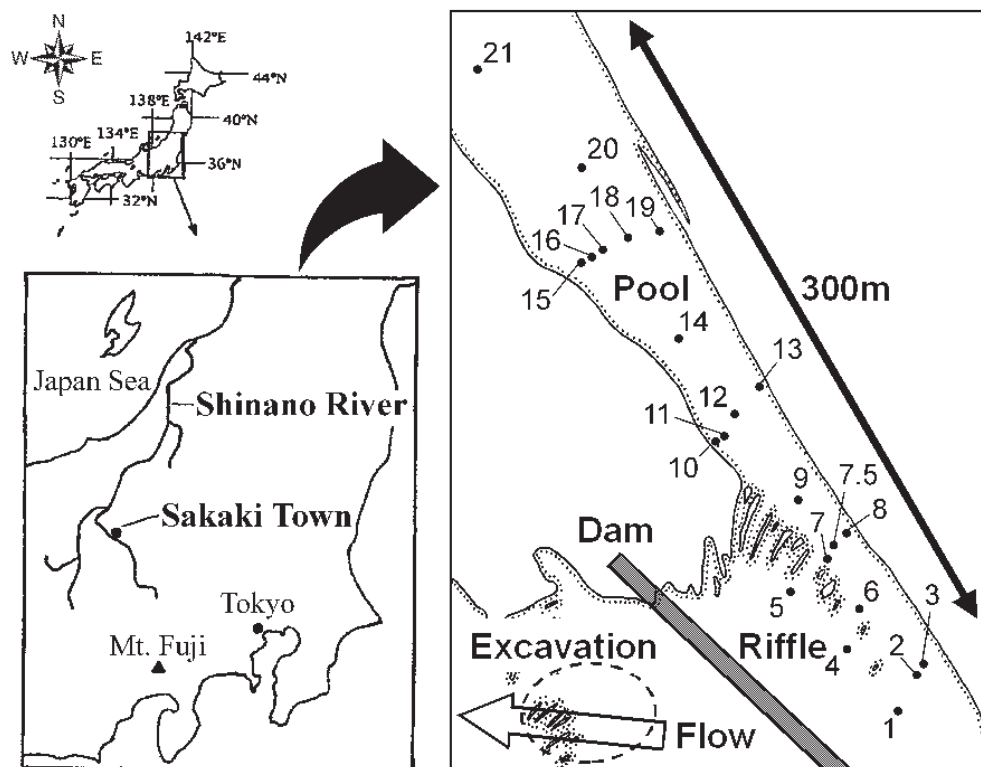 N
W E
S
142°E
44°N
138°E
40°N
134°E
130°E
36°N
32°N
Japan Sea
Shinano River
Sakaki Town
Tokyo
Mt. Fuji
21
20
18
19
17
16
15
Pool
300m
14
13
12
11
10
9
7.5
8
7
Dam
5
6
3
Excavation
Riffle
4
2
Flow
1